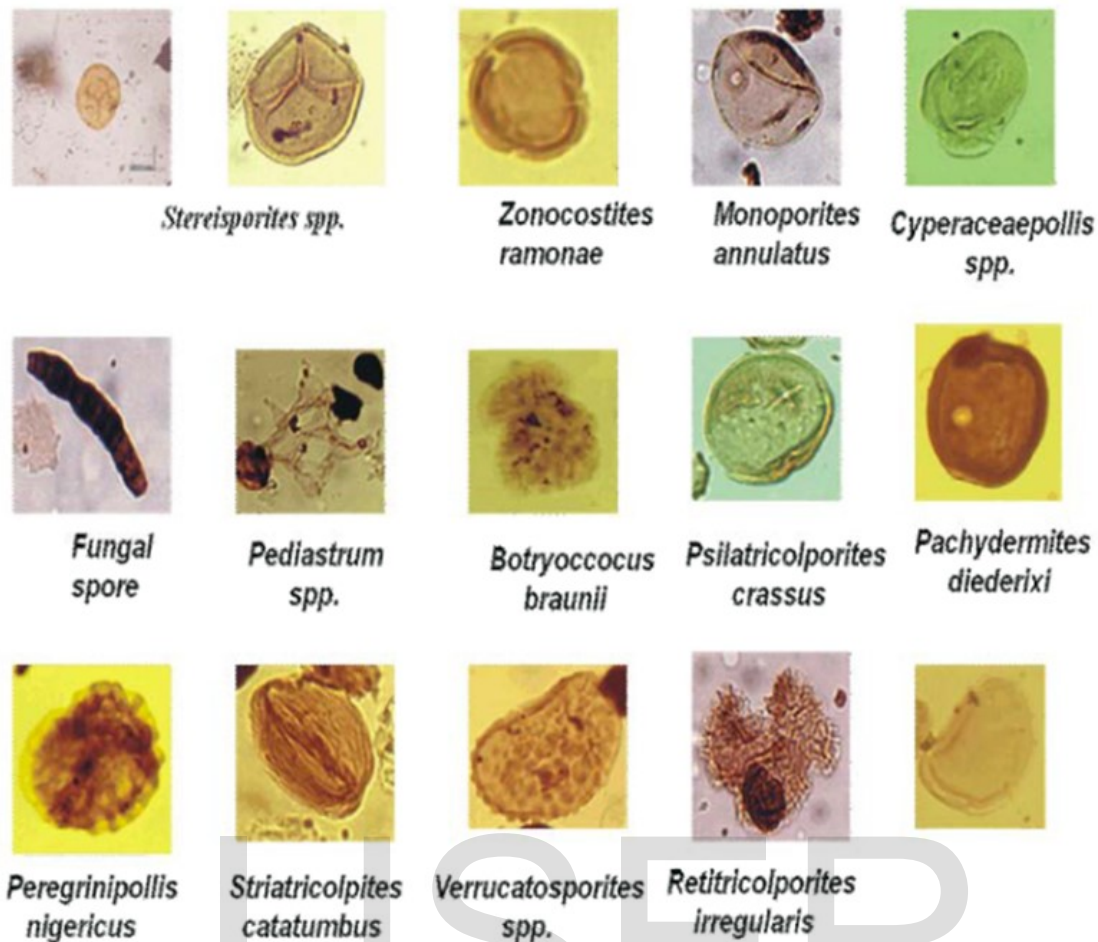 Stereisporites spp.
Zonocostites
ramonae
Monoporites
annulatus
Cyperaceaepollis
spp.
Fungal
spore
Pediastrum
spp.
Botryoccocus
braunii
Psilatricolporites
crassus
Pachydermites
diederixi
Peregrinipollis
nigericus
Striatricolpites
catatumbus
Verrucatosporites
spp.
Retitricolporites
irregularis
IJSER